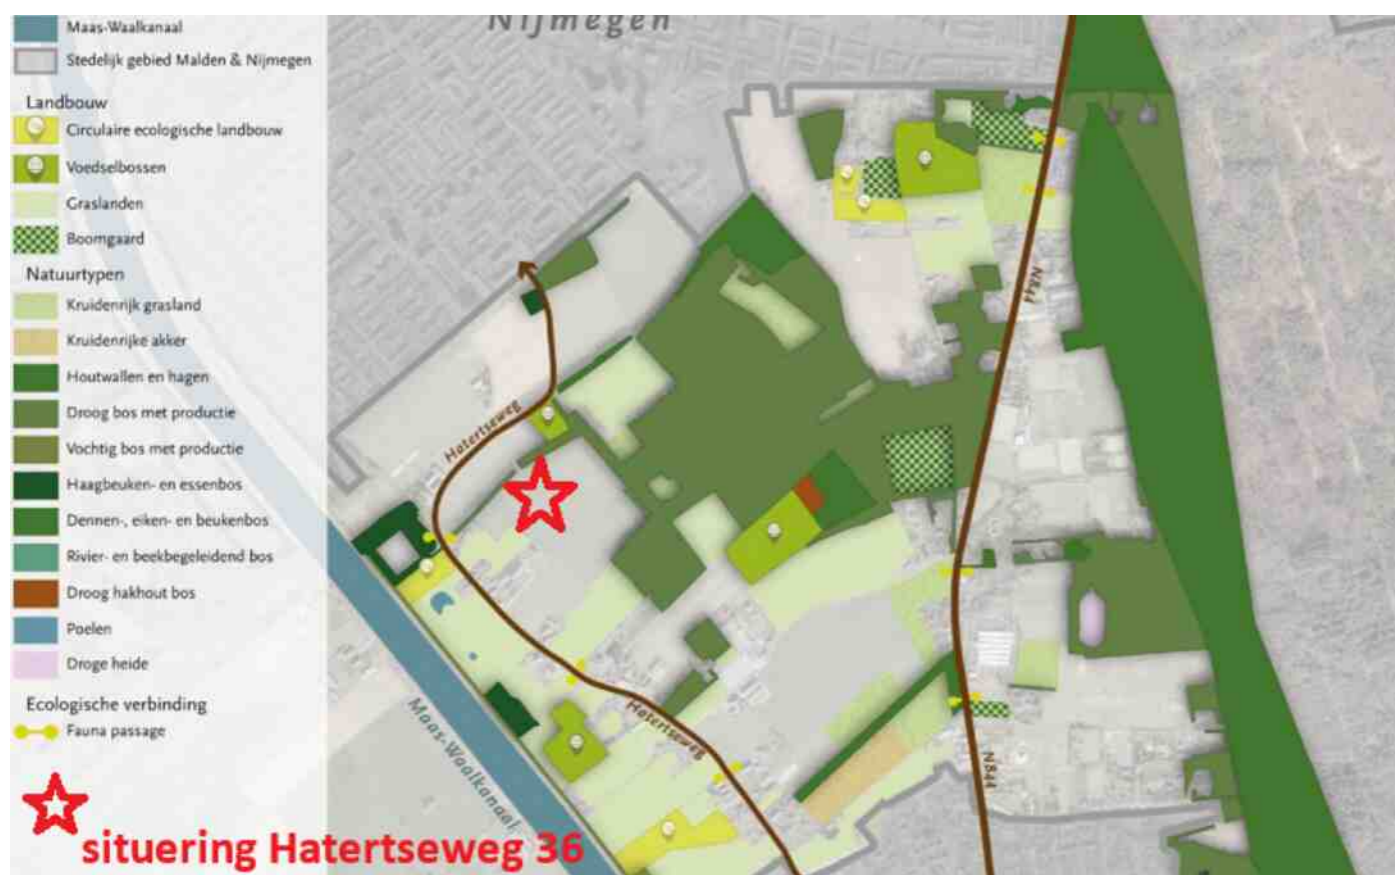 Maas-Waalkanaal
Stedelijk gebied Malden & Nijmegen
Landbouw
Circulaire ecologische landbouw
Voedselbossen
Graslanden
Boomgaard
Natuurtypen
Kruidenrijk grasland
Kruidenrijke akker
Houtwallen en hagen
Droog bos met productie
Vochtig bos met productie
Haagbeuken- en essenbos
Dennen-, eiken- en beukenbos
Rivier- en beekbegeleidend bos
Droog hakhout bos
Poelen
Droge heide
Ecologische verbinding
Fauna passage
situering Hatertseweg 36
Nijmegen
N844
Hatertseweg
Hatertseweg
Maas-Waalkanaal
N844